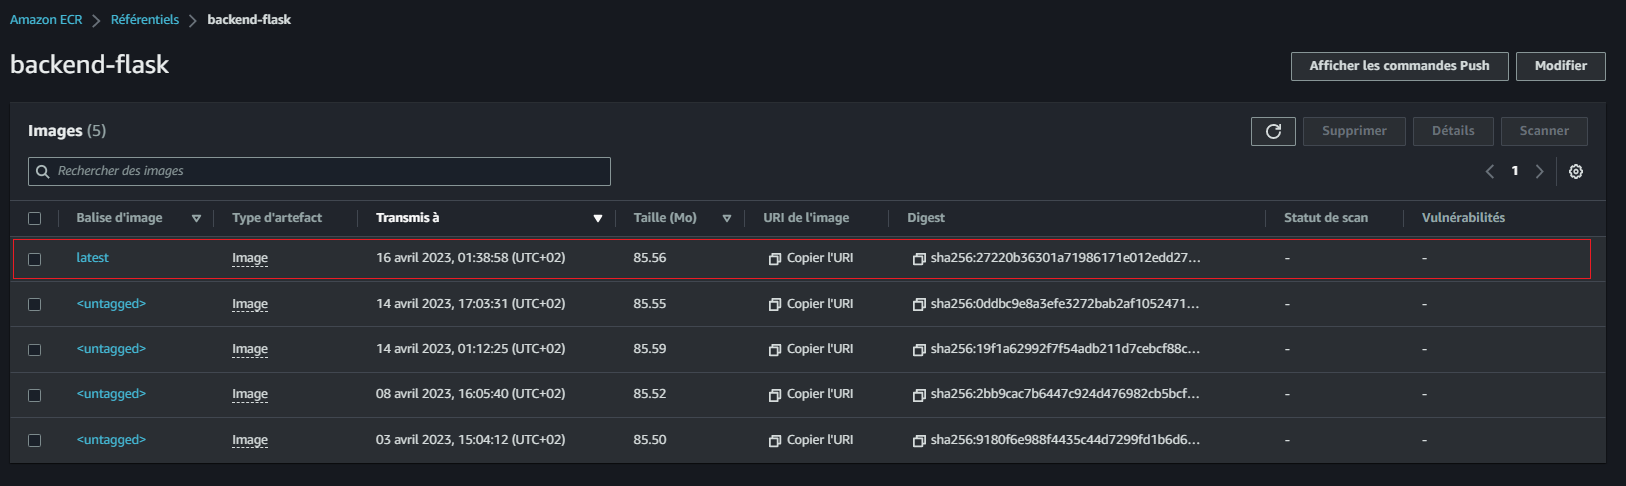 Amazon ECR > Référentiels > backend-flask
backend-flask
Afficher les commandes Push Modifier
Images (5)
Supprimer Détails Scanner
Rechercher des images
1
Balise d'image Type d'artefact Transmis à Taille (Mo) URI de l'image Digest Statut de scan Vulnérabilités
latest Image 16 avril 2023, 01:38:58 (UTC+02) 85.56 Copier l'URI sha256:27220b36301a71986171e012edd27... - -
<untagged> Image 14 avril 2023, 17:03:31 (UTC+02) 85.55 Copier l'URI sha256:0ddbc9e8a3efe3272bab2af1052471... - -
<untagged> Image 14 avril 2023, 01:12:25 (UTC+02) 85.59 Copier l'URI sha256:19f1a62992f7f54adb211d7cebcf88c... - -
<untagged> Image 08 avril 2023, 16:05:40 (UTC+02) 85.52 Copier l'URI sha256:2bb9cac7b6447c924d476982cb5bcf... - -
<untagged> Image 03 avril 2023, 15:04:12 (UTC+02) 85.50 Copier l'URI sha256:9180f6e988f4435c44d7299fd1b6d6... - -